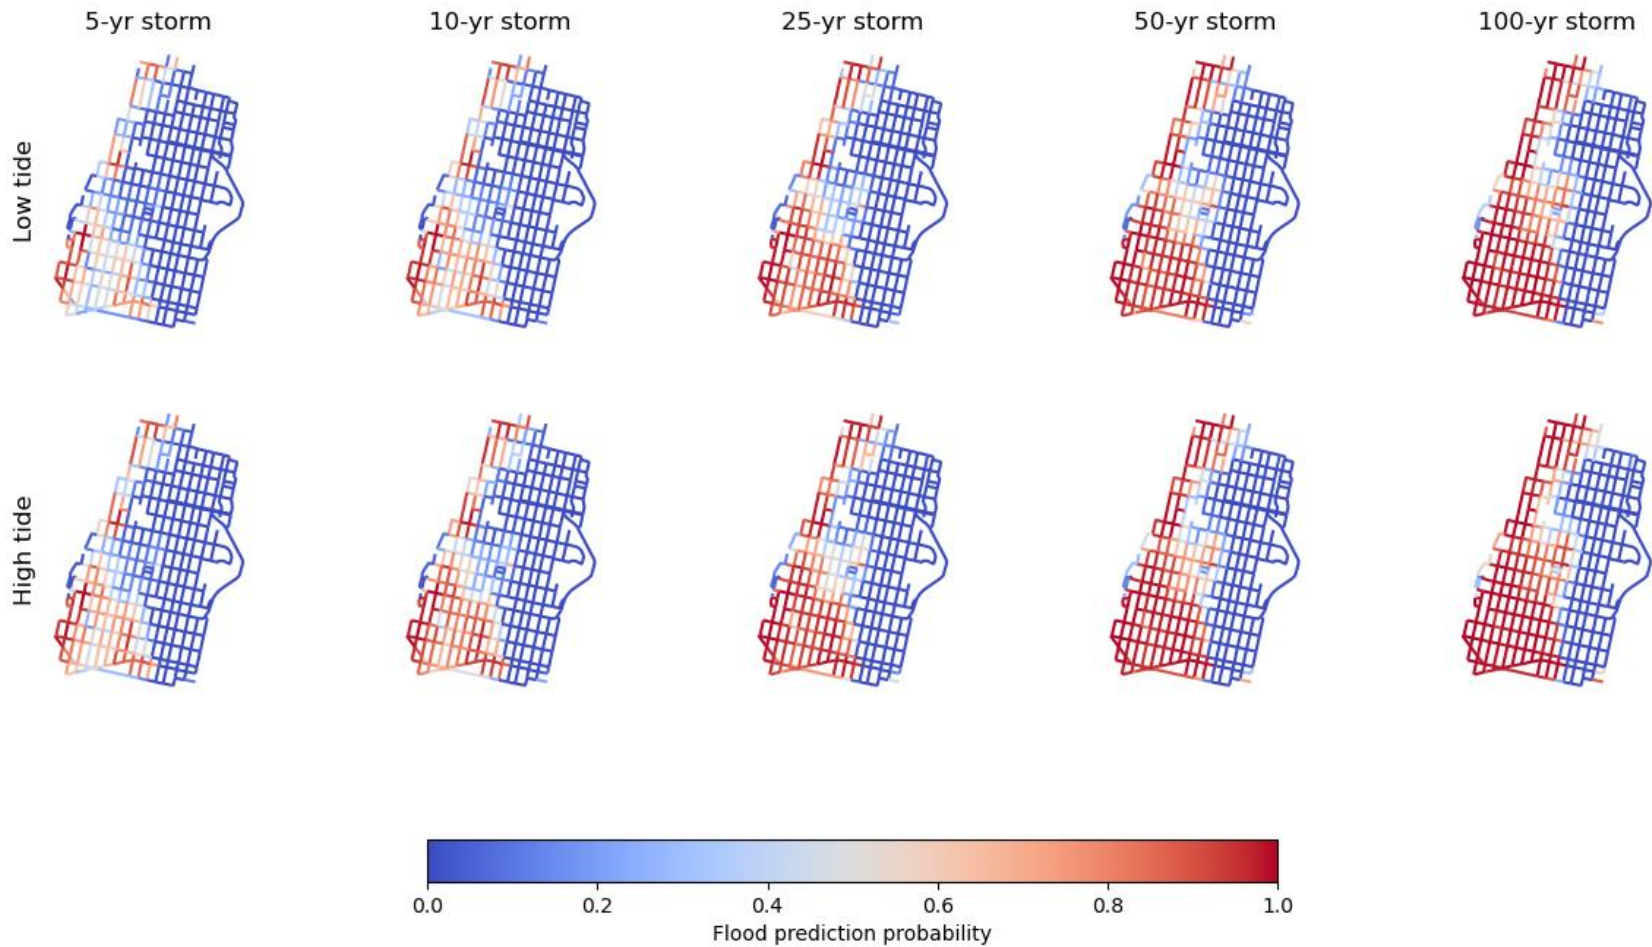 5-yr storm
10-yr storm
25-yr storm
50-yr storm
100-yr storm
Low tide
High tide
0.0
0.2
0.4
0.6
0.8
1.0
Flood prediction probability